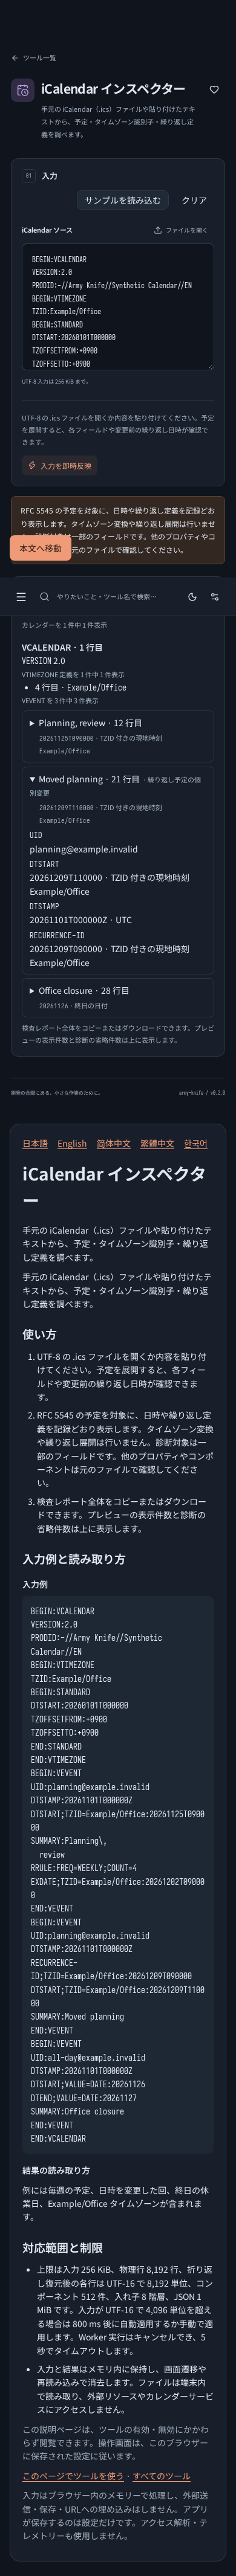 ツール一覧
iCalendar インスペクター
手元の iCalendar（.ics）ファイルや貼り付けたテキ
ストから、予定・タイムゾーン識別子・繰り返し定
義を調べます。
01 入力
サンプルを読み込む クリア
iCalendar ソース ファイルを開く
BEGIN:VCALENDAR
VERSION:2.0
PRODID:-//Army Knife//Synthetic Calendar//EN
BEGIN:VTIMEZONE
TZID:Example/Office
BEGIN:STANDARD
DTSTART:20260101T000000
TZOFFSETFROM:+0900
TZOFFSETTO:+0900
UTF-8 入力は 256 KiB まで。
UTF-8 の .ics ファイルを開くか内容を貼り付けてください。予定
を展開すると、各フィールドや変更前の繰り返し日時が確認で
きます。
入力を即時反映
RFC 5545 の予定を対象に、日時や繰り返し定義を記録どお
り表示します。タイムゾーン変換や繰り返し展開は行いませ
本文へ移動
やりたいこと・ツール名で検索…
カレンダーを 1 件中 1 件表示
VCALENDAR · 1 行目
VERSION 2.0
VTIMEZONE 定義を 1 件中 1 件表示
• 4 行目 · Example/Office
VEVENT を 3 件中 3 件表示
▶ Planning, review · 12 行目
20261125T090000 · TZID 付きの現地時刻
Example/Office
▼ Moved planning · 21 行目 · 繰り返し予定の個
別変更
20261209T110000 · TZID 付きの現地時刻
Example/Office
UID
planning@example.invalid
DTSTART
20261209T110000 · TZID 付きの現地時刻
Example/Office
DTSTAMP
20261101T000000Z · UTC
RECURRENCE-ID
20261209T090000 · TZID 付きの現地時刻
Example/Office
▶ Office closure · 28 行目
20261126 · 終日の日付
検査レポート全体をコピーまたはダウンロードできます。プレビ
ューの表示件数と診断の省略件数は上に表示します。
開発の合間にある、小さな作業のために。 army-knife / v0.2.0
日本語 English 简体中文 繁體中文 한국어
iCalendar インスペクタ
ー
手元の iCalendar（.ics）ファイルや貼り付けたテ
キストから、予定・タイムゾーン識別子・繰り返
し定義を調べます。
手元の iCalendar（.ics）ファイルや貼り付けたテ
キストから、予定・タイムゾーン識別子・繰り返
し定義を調べます。
使い方
1. UTF-8 の .ics ファイルを開くか内容を貼り付
けてください。予定を展開すると、各フィー
ルドや変更前の繰り返し日時が確認できま
す。
2. RFC 5545 の予定を対象に、日時や繰り返し定
義を記録どおり表示します。タイムゾーン変換
や繰り返し展開は行いません。診断対象は一
部のフィールドです。他のプロパティやコンポ
ーネントは元のファイルで確認してくださ
い。
3. 検査レポート全体をコピーまたはダウンロー
ドできます。プレビューの表示件数と診断の
省略件数は上に表示します。
入力例と読み取り方
入力例
BEGIN:VCALENDAR
VERSION:2.0
PRODID:-//Army Knife//Synthetic
Calendar//EN
BEGIN:VTIMEZONE
TZID:Example/Office
BEGIN:STANDARD
DTSTART:20260101T000000
TZOFFSETFROM:+0900
TZOFFSETTO:+0900
END:STANDARD
END:VTIMEZONE
BEGIN:VEVENT
UID:planning@example.invalid
DTSTAMP:20261101T000000Z
DTSTART;TZID=Example/Office:20261125T0900
00
SUMMARY:Planning\,
review
RRULE:FREQ=WEEKLY;COUNT=4
EXDATE;TZID=Example/Office:20261202T09000
0
END:VEVENT
BEGIN:VEVENT
UID:planning@example.invalid
DTSTAMP:20261101T000000Z
RECURRENCE-
ID;TZID=Example/Office:20261209T090000
DTSTART;TZID=Example/Office:20261209T1100
00
SUMMARY:Moved planning
END:VEVENT
BEGIN:VEVENT
UID:all-day@example.invalid
DTSTAMP:20261101T000000Z
DTSTART;VALUE=DATE:20261126
DTEND;VALUE=DATE:20261127
SUMMARY:Office closure
END:VEVENT
END:VCALENDAR
結果の読み取り方
例には毎週の予定、日時を変更した回、終日の休
業日、Example/Office タイムゾーンが含まれま
す。
対応範囲と制限
• 上限は入力 256 KiB、物理行 8,192 行、折り返
し復元後の各行は UTF-16 で 8,192 単位、コン
ポーネント 512 件、入れ子 8 階層、JSON 1
MiB です。入力が UTF-16 で 4,096 単位を超え
る場合は 800 ms 後に自動適用するか手動で適
用します。Worker 実行はキャンセルでき、5
秒でタイムアウトします。
• 入力と結果はメモリ内に保持し、画面遷移や
再読み込みで消去します。ファイルは端末内
で読み取り、外部リソースやカレンダーサービ
スにアクセスしません。
この説明ページは、ツールの有効・無効にかかわ
らず閲覧できます。操作画面は、このブラウザー
に保存された設定に従います。
このページでツールを使う · すべてのツール
入力はブラウザー内のメモリーで処理し、外部送
信・保存・URLへの埋め込みはしません。アプリ
が保存するのは設定だけです。アクセス解析・テ
レメトリーも使用しません。